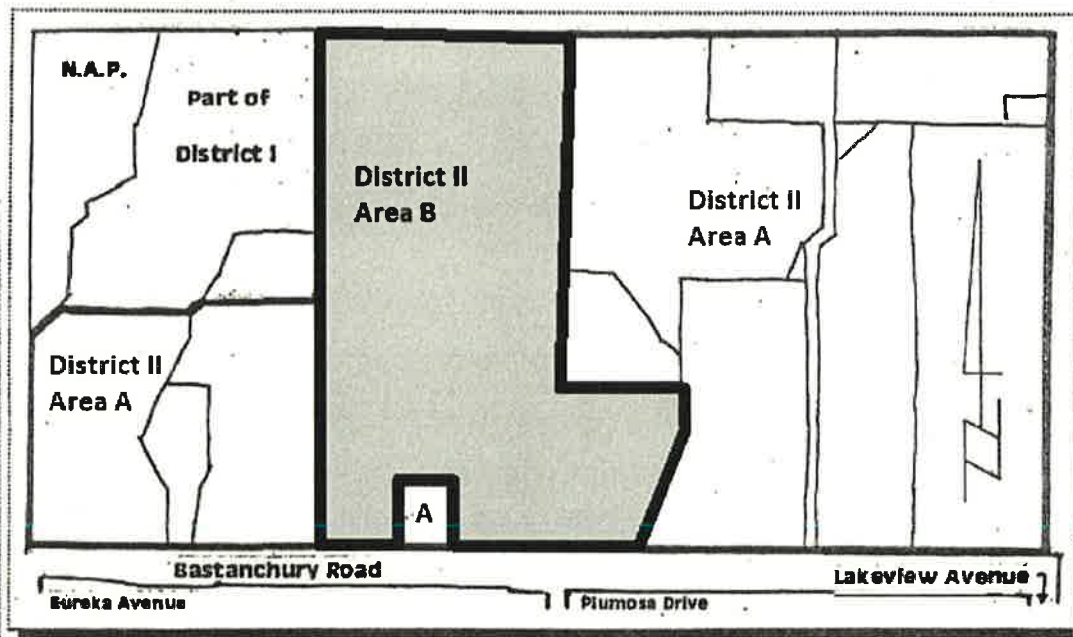 N.A.P.
Part of
District I
District II
Area B
District II
Area A
District II
Area A
A
Bastanchury Road
Lakeview Avenue
Eureka Avenue
Plumosa Drive